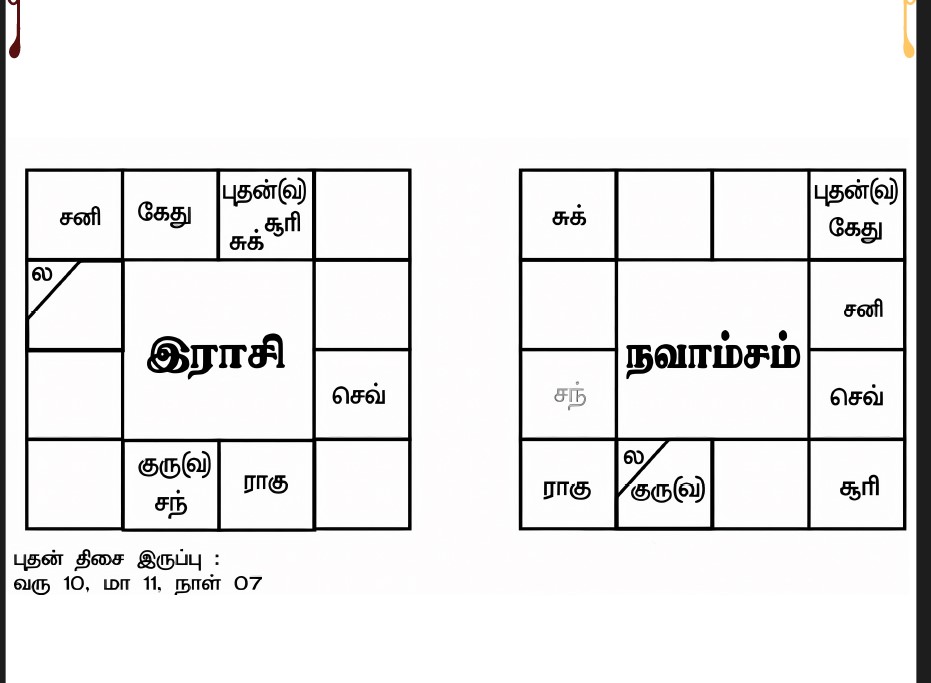 சனி
கேது
புதன்(வ)
சூரி
சுக்
ல
இராசி
செவ்
குரு(வ)
சந்
ராகு
புதன் திசை இருப்பு :
வரு 10, மா 11, நாள் 07
சுக்
புதன்(வ)
கேது
சனி
நவாம்சம்
சந்
செவ்
ராகு
ல
குரு(வ)
சூரி